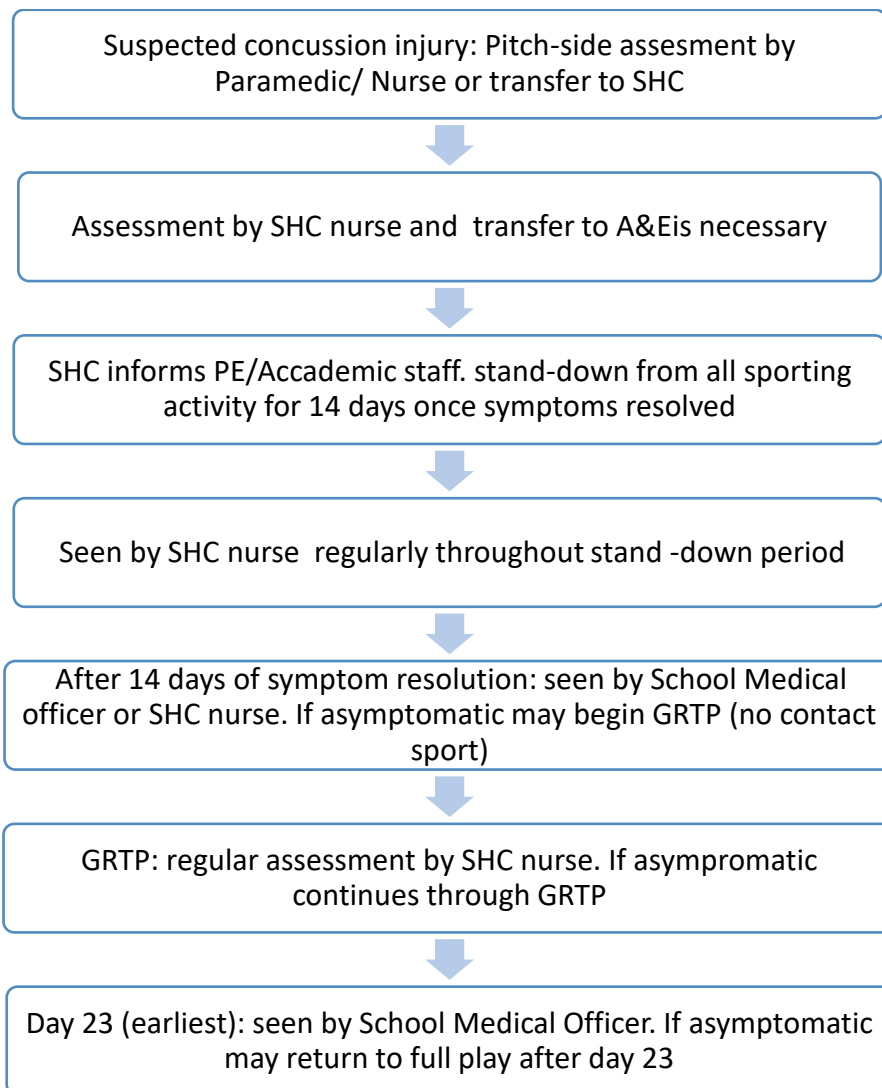 Suspected concussion injury: Pitch-side assesment by
Paramedic/ Nurse or transfer to SHC
Assessment by SHC nurse and  transfer to A&Eis necessary
SHC informs PE/Accademic staff. stand-down from all sporting
activity for 14 days once symptoms resolved
Seen by SHC nurse  regularly throughout stand -down period
After 14 days of symptom resolution: seen by School Medical
officer or SHC nurse. If asymptomatic may begin GRTP (no contact
sport)
GRTP: regular assessment by SHC nurse. If asympromatic
continues through GRTP
Day 23 (earliest): seen by School Medical Officer. If asymptomatic
may return to full play after day 23